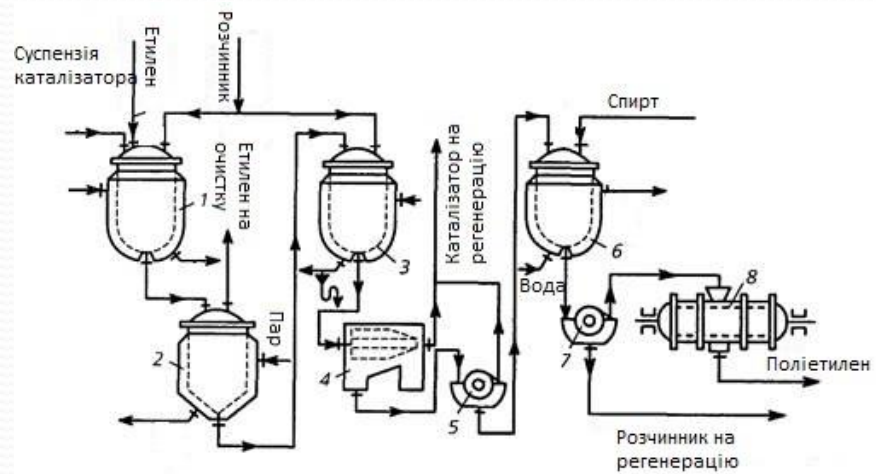 Суспензія
каталізатора
Етилен
Розчинник
Спирт
Етилен на
очистку
Каталізатор на
регенерацію
1
3
6
Вода
8
Пар
2
4
7
5
Поліетилен
Розчинник на
регенерацію